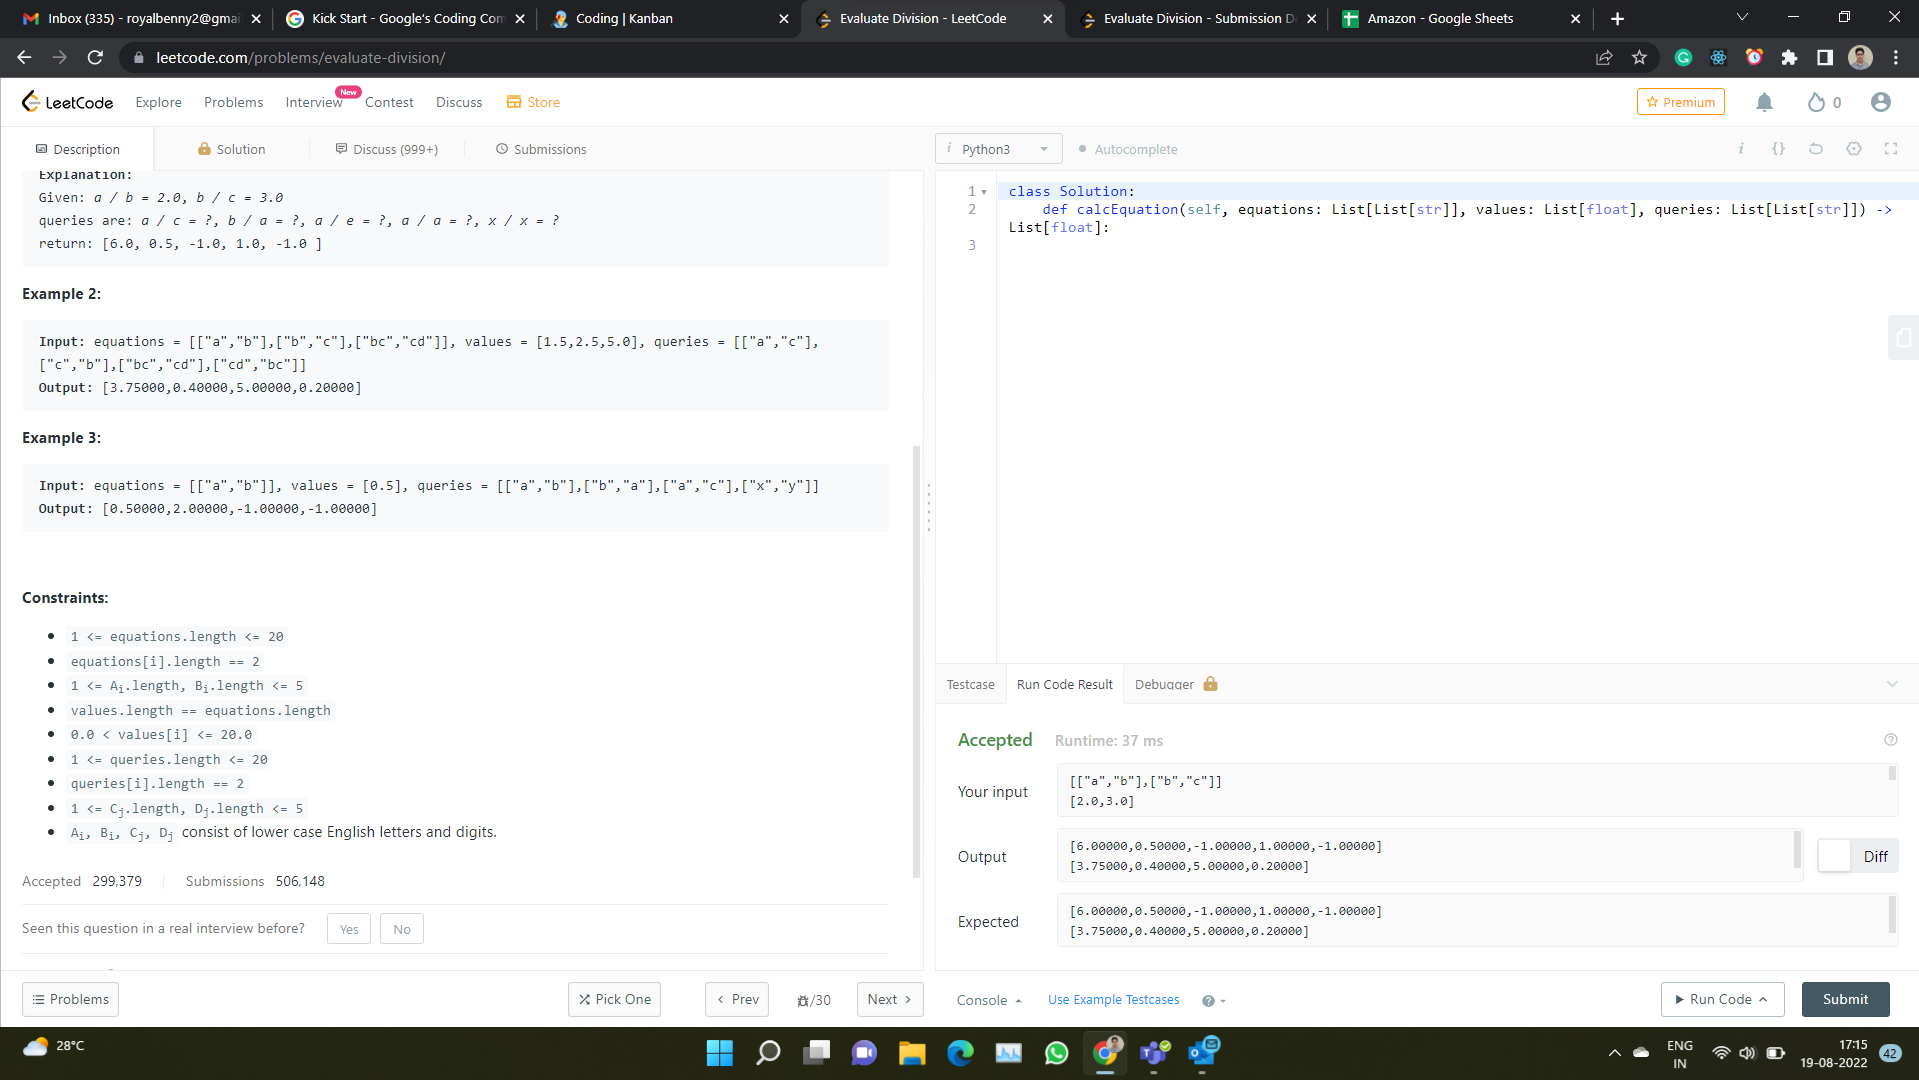 Inbox (335) - royalbenny2@gmai
Kick Start - Google's Coding Com
Coding | Kanban
Evaluate Division - LeetCode
Evaluate Division - Submission D
Amazon - Google Sheets
leetcode.com/problems/evaluate-division/
LeetCode
Explore
Problems
Interview
New
Contest
Discuss
Store
Premium
0
Description
Solution
Discuss (999+)
Submissions
Python3
Autocomplete
Explanation:
Given: a / b = 2.0, b / c = 3.0
queries are: a / c = ?, b / a = ?, a / e = ?, a / a = ?, x / x = ?
return: [6.0, 0.5, -1.0, 1.0, -1.0 ]
Example 2:
Input: equations = [["a","b"],["b","c"],["bc","cd"]], values = [1.5,2.5,5.0], queries = [["a","c"],
["c","b"],["bc","cd"],["cd","bc"]]
Output: [3.75000,0.40000,5.00000,0.20000]
Example 3:
Input: equations = [["a","b"]], values = [0.5], queries = [["a","b"],["b","a"],["a","c"],["x","y"]]
Output: [0.50000,2.00000,-1.00000,-1.00000]
Constraints:
1 <= equations.length <= 20
equations[i].length == 2
1 <= Ai.length, Bi.length <= 5
values.length == equations.length
0.0 < values[i] <= 20.0
1 <= queries.length <= 20
queries[i].length == 2
1 <= Cj.length, Dj.length <= 5
Ai, Bi, Cj, Dj consist of lower case English letters and digits.
Accepted 299,379
Submissions 506,148
Seen this question in a real interview before?
Yes
No
Problems
Pick One
Prev
/30
Next
1 class Solution:
2 def calcEquation(self, equations: List[List[str]], values: List[float], queries: List[List[str]]) ->
List[float]:
3
Testcase
Run Code Result
Debugger
Accepted
Runtime: 37 ms
Your input
[["a","b"],["b","c"]]
[2.0,3.0]
Output
[6.00000,0.50000,-1.00000,1.00000,-1.00000]
[3.75000,0.40000,5.00000,0.20000]
Diff
Expected
[6.00000,0.50000,-1.00000,1.00000,-1.00000]
[3.75000,0.40000,5.00000,0.20000]
Console
Use Example Testcases
Run Code
Submit
28°C
ENG
IN
17:15
19-08-2022
42